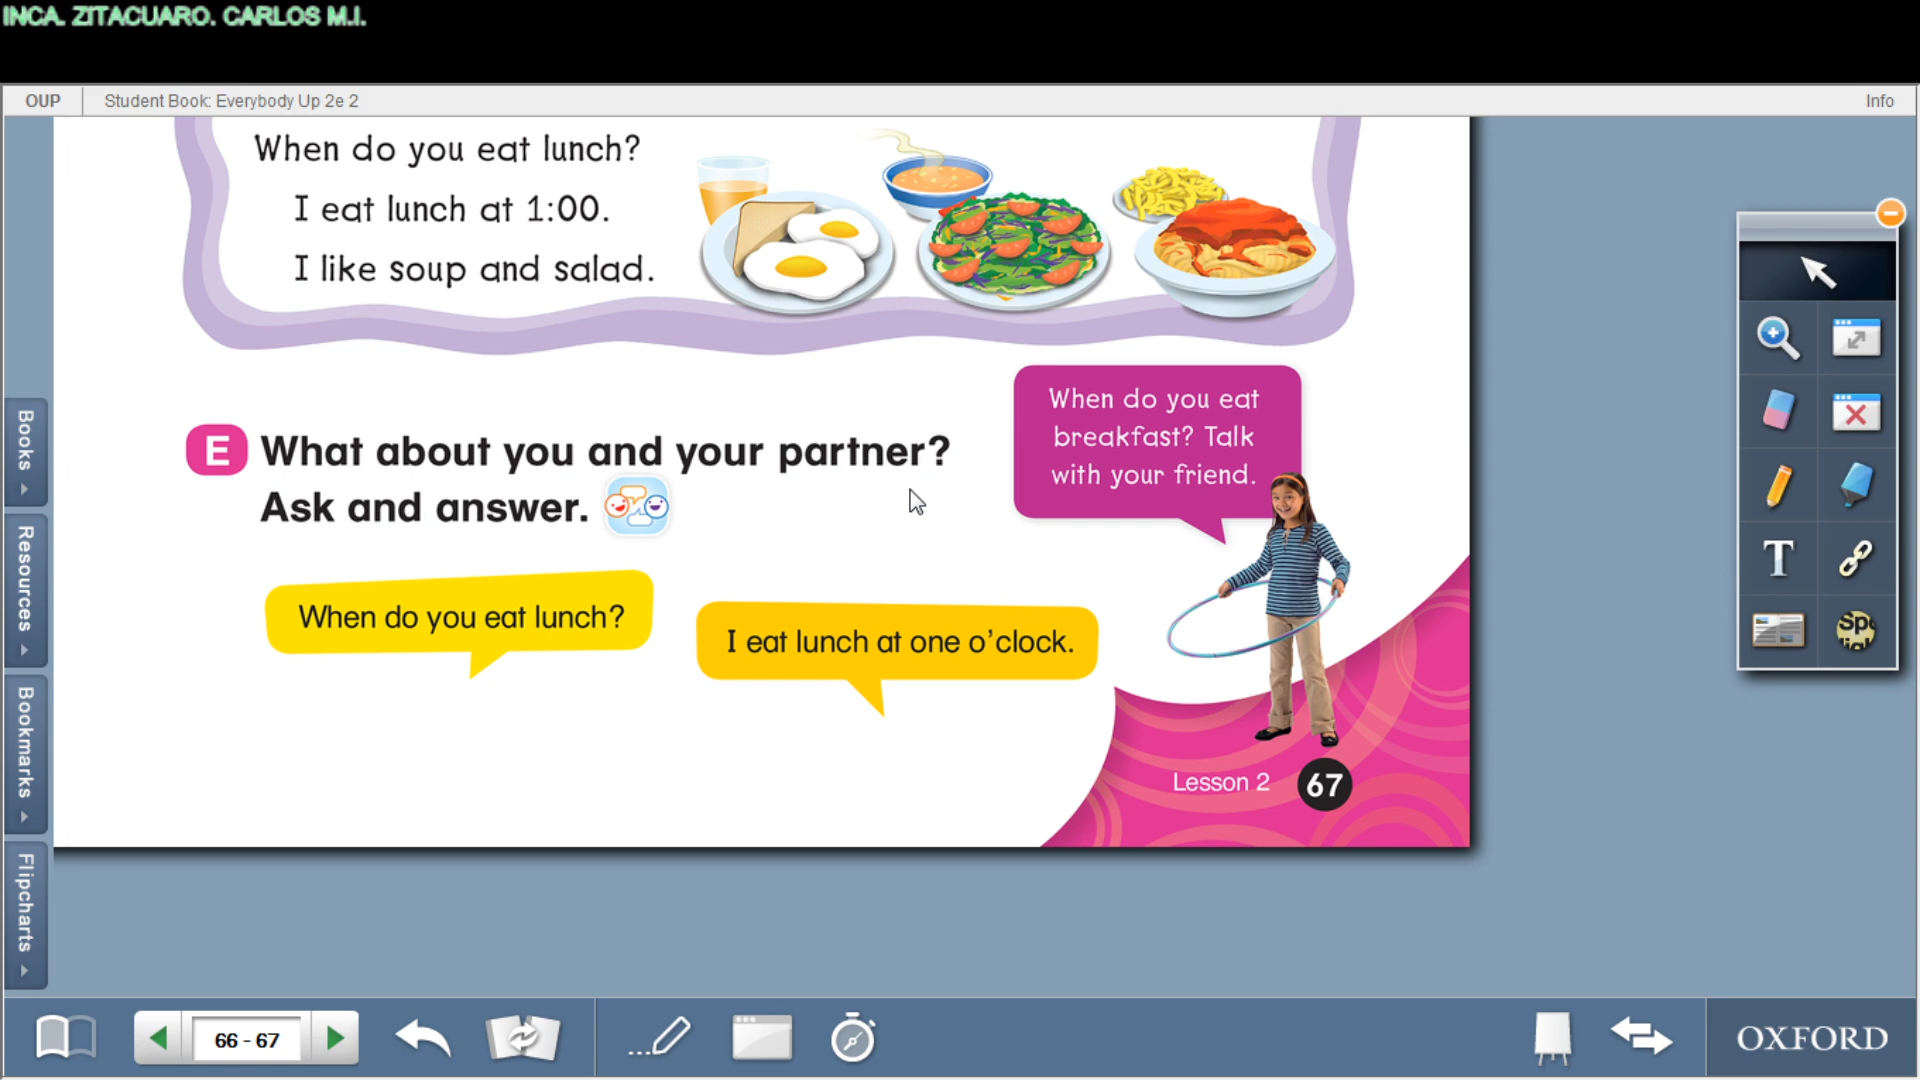 INCA. ZITACUARO. CARLOS M.I.
OUP
Student Book: Everybody Up 2e 2
Info
When do you eat lunch?
I eat lunch at 1:00.
I like soup and salad.
When do you eat
breakfast? Talk
with your friend.
E What about you and your partner?
Ask and answer.
When do you eat lunch?
I eat lunch at one o'clock.
Lesson 2 67
Books
Resources
Bookmarks
Flipcharts
T
66 - 67
OXFORD